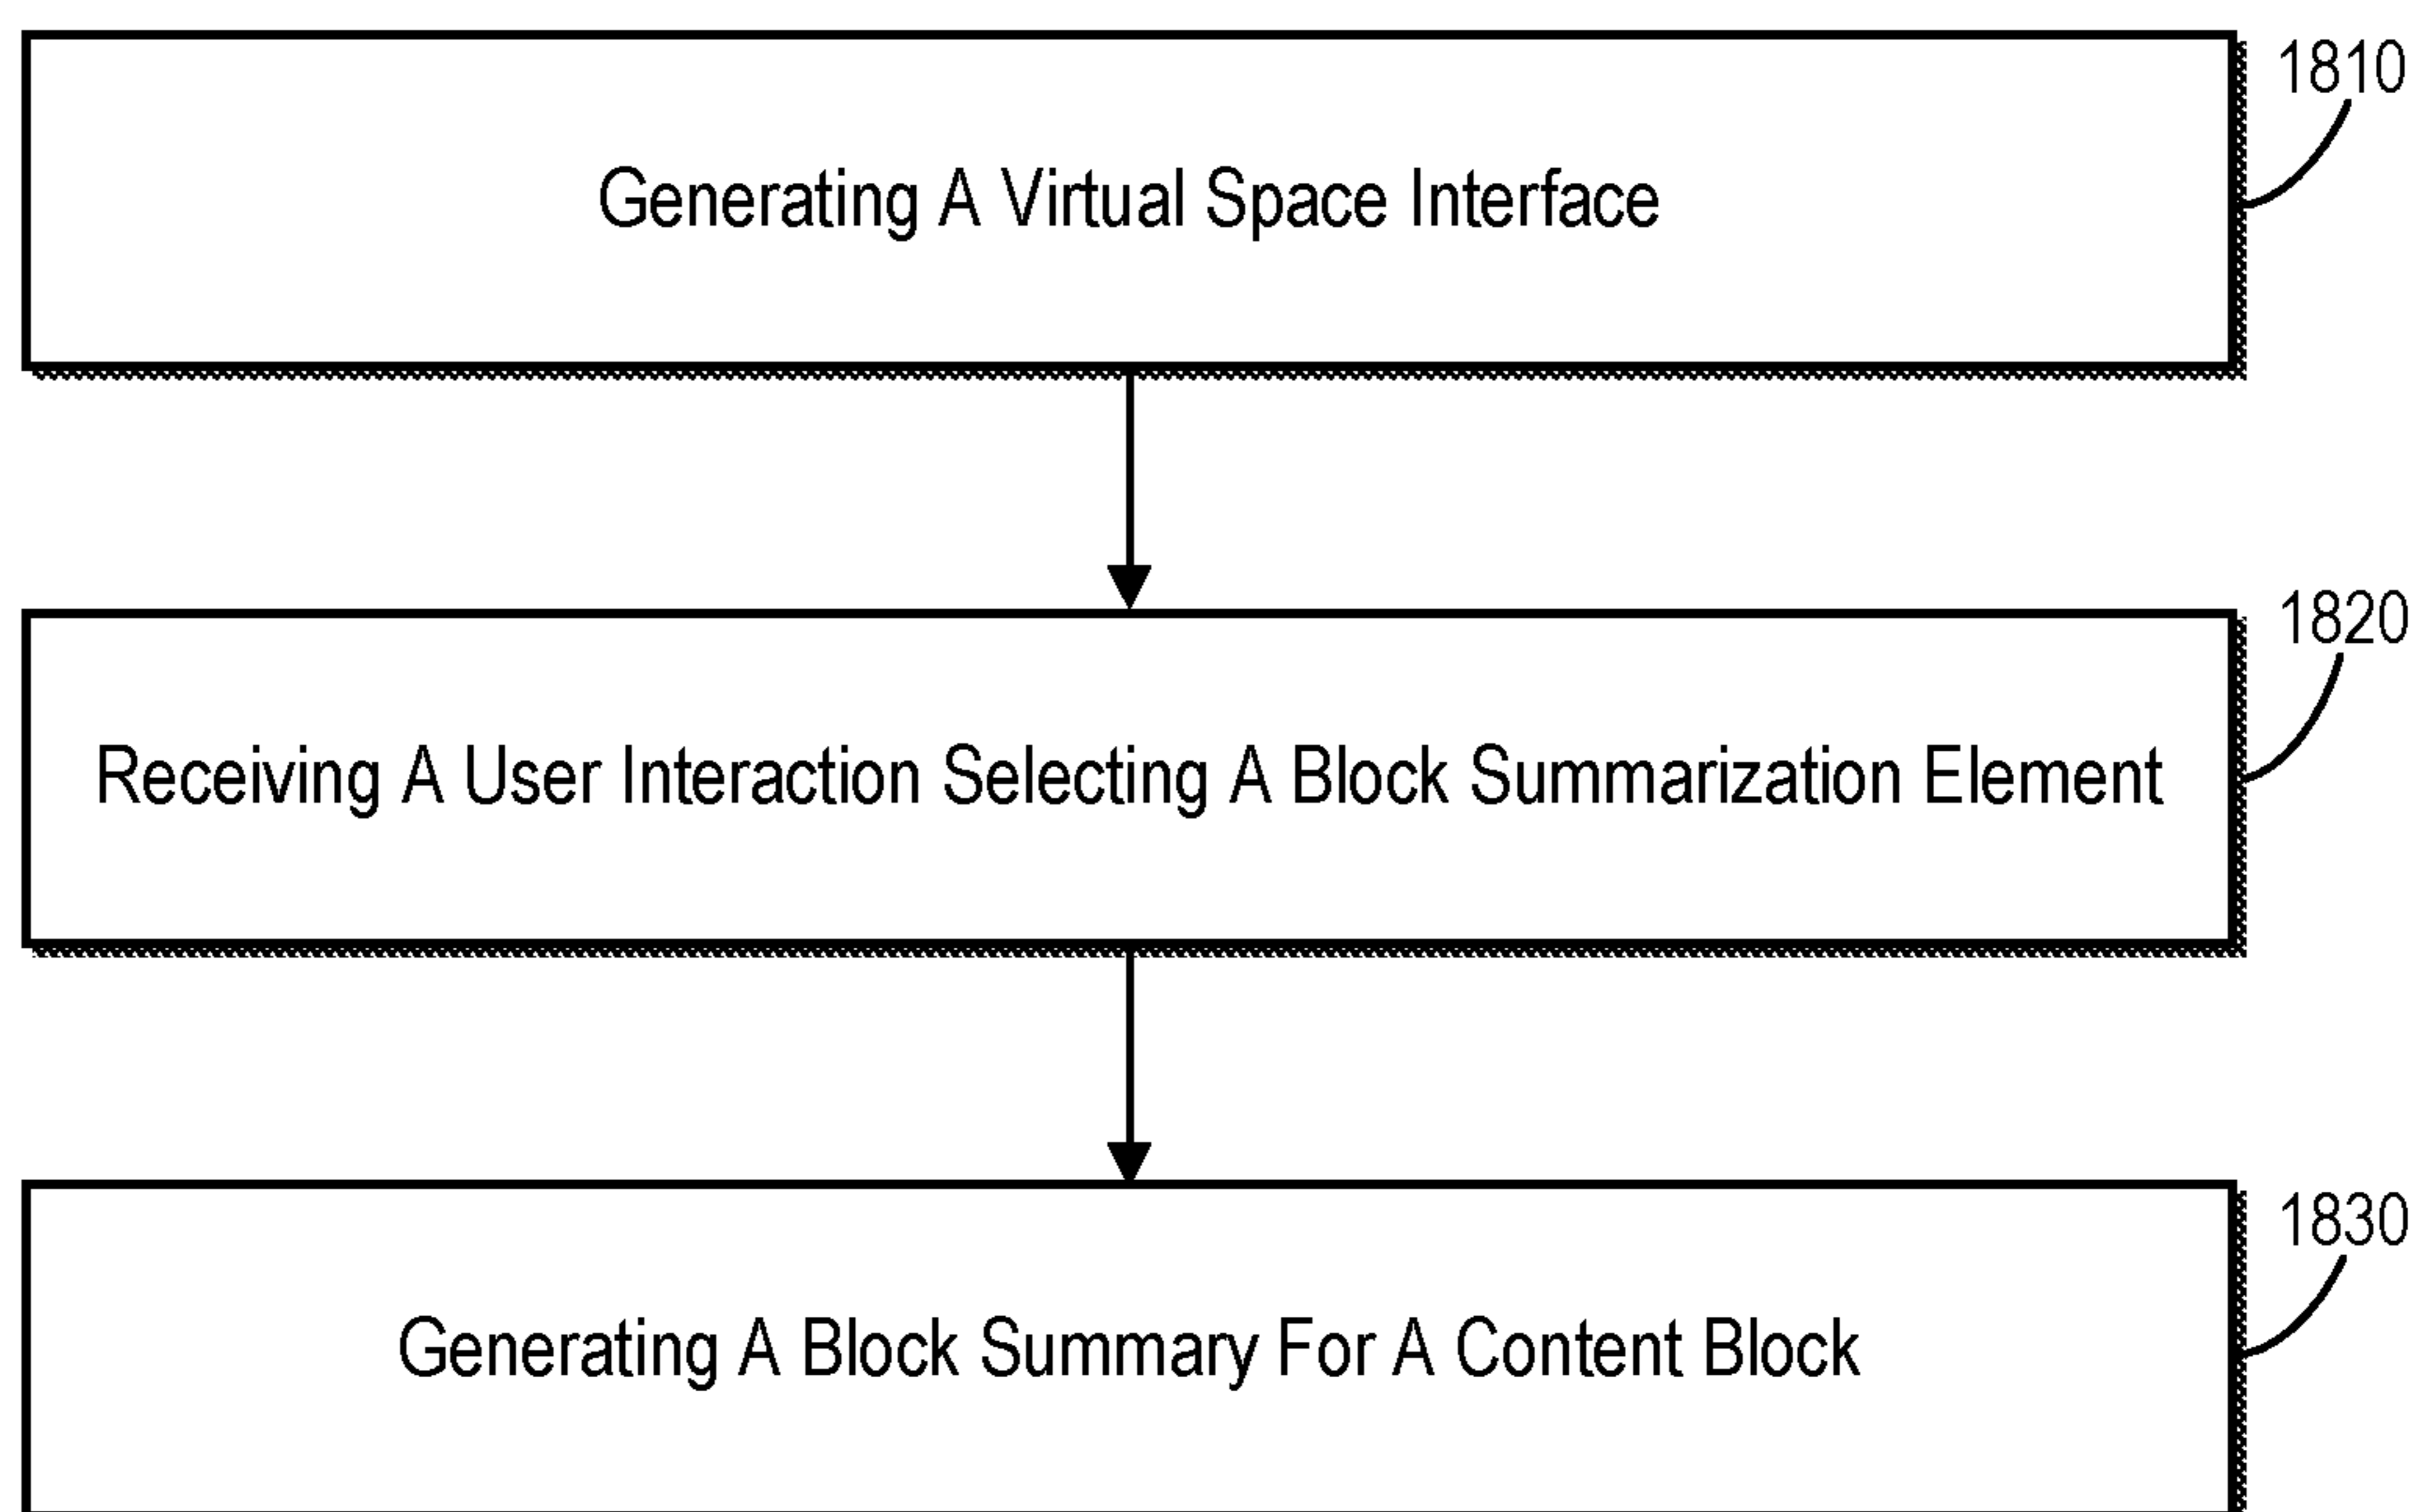 1810
Generating A Virtual Space Interface
1820
Receiving A User Interaction Selecting A Block Summarization Element
1830
Generating A Block Summary For A Content Block